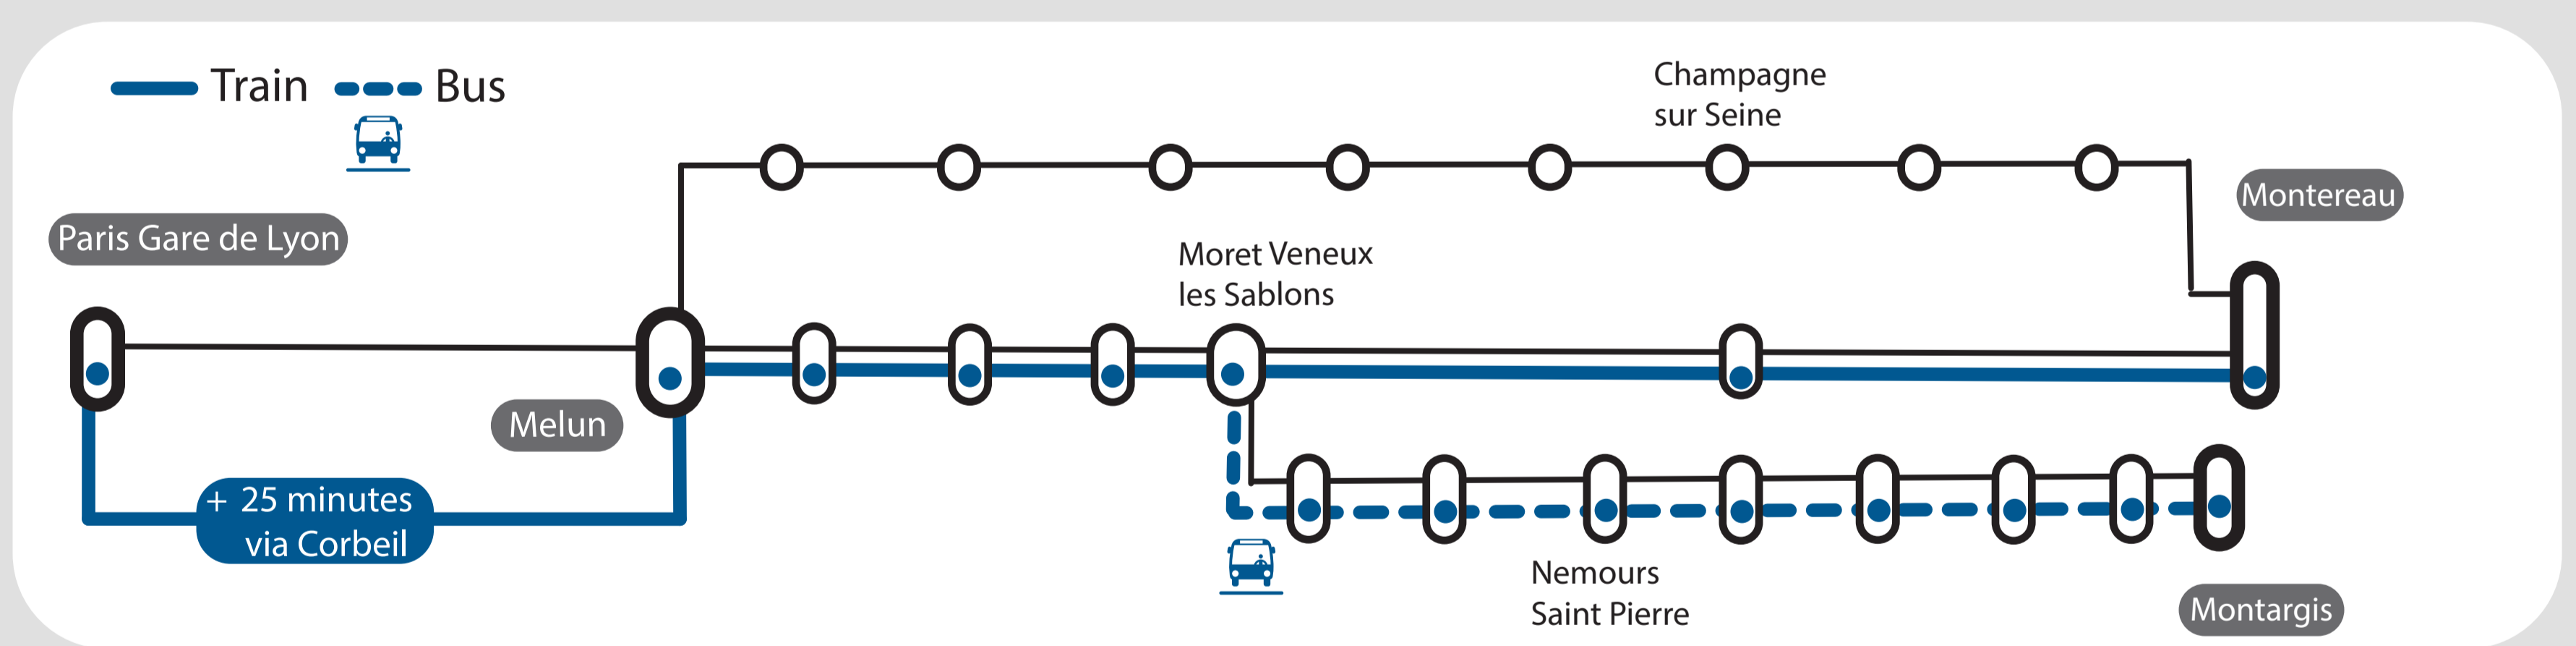 Train
Bus
Champagne
sur Seine
Montereau
Paris Gare de Lyon
Moret Veneux
les Sablons
Melun
+ 25 minutes
via Corbeil
Nemours
Saint Pierre
Montargis